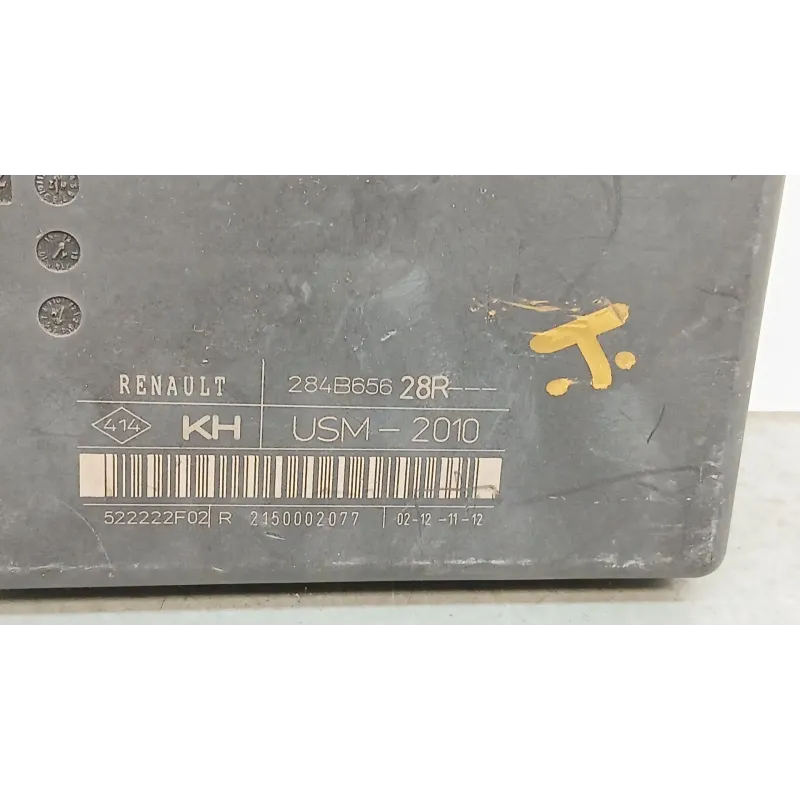 RENAULT 284B656 28R---
414 KH USM-2010
522222F02 R 2150002077 02-12-11-12